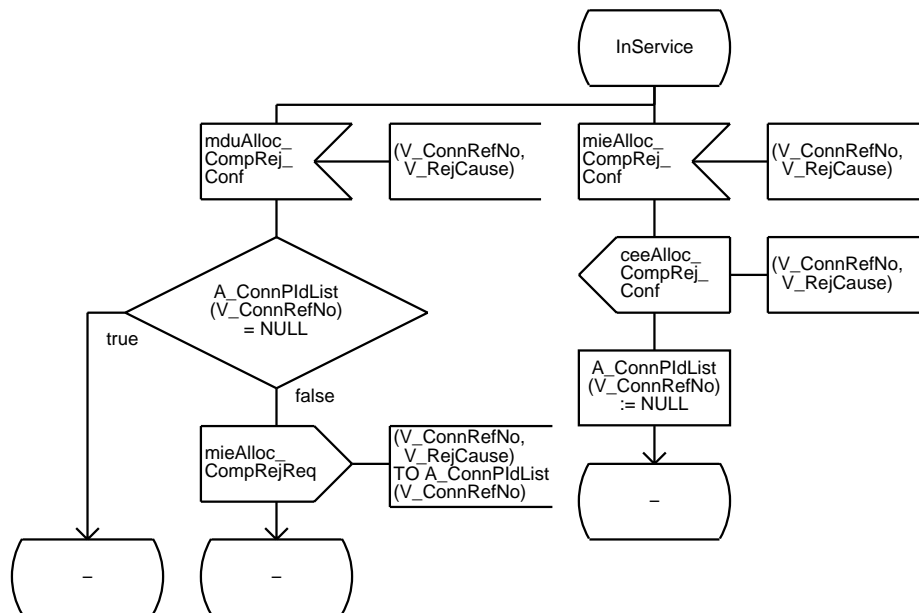 InService
mduAlloc_
CompRej_
Conf
(V_ConnRefNo,
V_RejCause)
mieAlloc_
CompRej_
Conf
(V_ConnRefNo,
V_RejCause)
A_ConnPIdList
(V_ConnRefNo)
= NULL
true
false
ceeAlloc_
CompRej_
Conf
(V_ConnRefNo,
V_RejCause)
A_ConnPIdList
(V_ConnRefNo)
:= NULL
mieAlloc_
CompRejReq
(V_ConnRefNo,
V_RejCause)
TO A_ConnPIdList
(V_ConnRefNo)
–
–
–